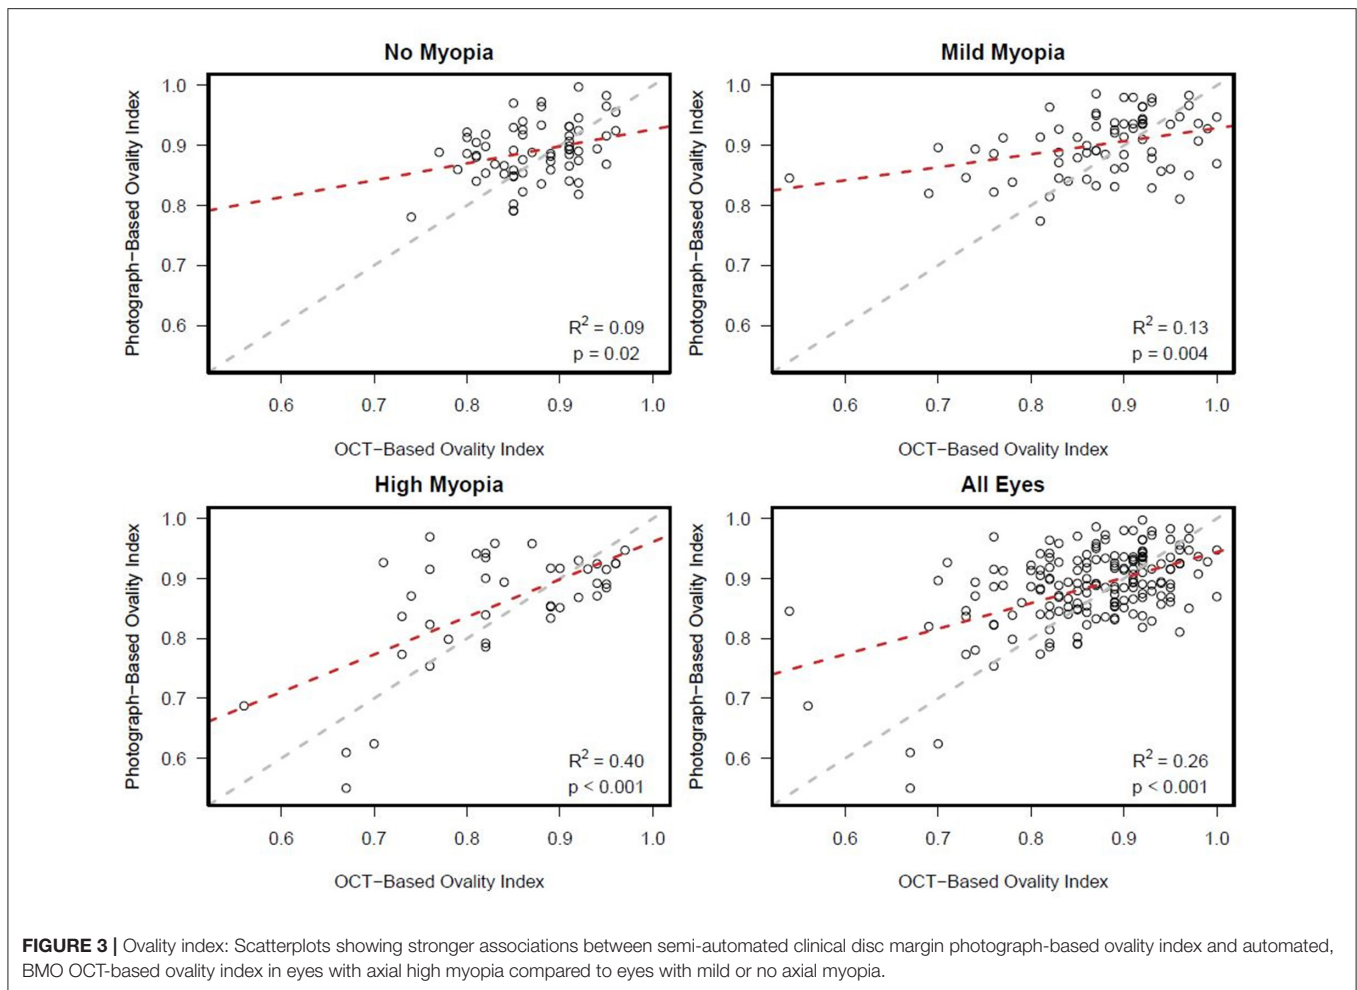 No Myopia
Photograph−Based Ovality Index
1.0
0.9
0.8
0.7
0.6
R² = 0.09
p = 0.02
0.6 0.7 0.8 0.9 1.0
OCT−Based Ovality Index
Mild Myopia
Photograph−Based Ovality Index
1.0
0.9
0.8
0.7
0.6
R² = 0.13
p = 0.004
0.6 0.7 0.8 0.9 1.0
OCT−Based Ovality Index
High Myopia
Photograph−Based Ovality Index
1.0
0.9
0.8
0.7
0.6
R² = 0.40
p < 0.001
0.6 0.7 0.8 0.9 1.0
OCT−Based Ovality Index
All Eyes
Photograph−Based Ovality Index
1.0
0.9
0.8
0.7
0.6
R² = 0.26
p < 0.001
0.6 0.7 0.8 0.9 1.0
OCT−Based Ovality Index
FIGURE 3 | Ovality index: Scatterplots showing stronger associations between semi-automated clinical disc margin photograph-based ovality index and automated,
BMO OCT-based ovality index in eyes with axial high myopia compared to eyes with mild or no axial myopia.